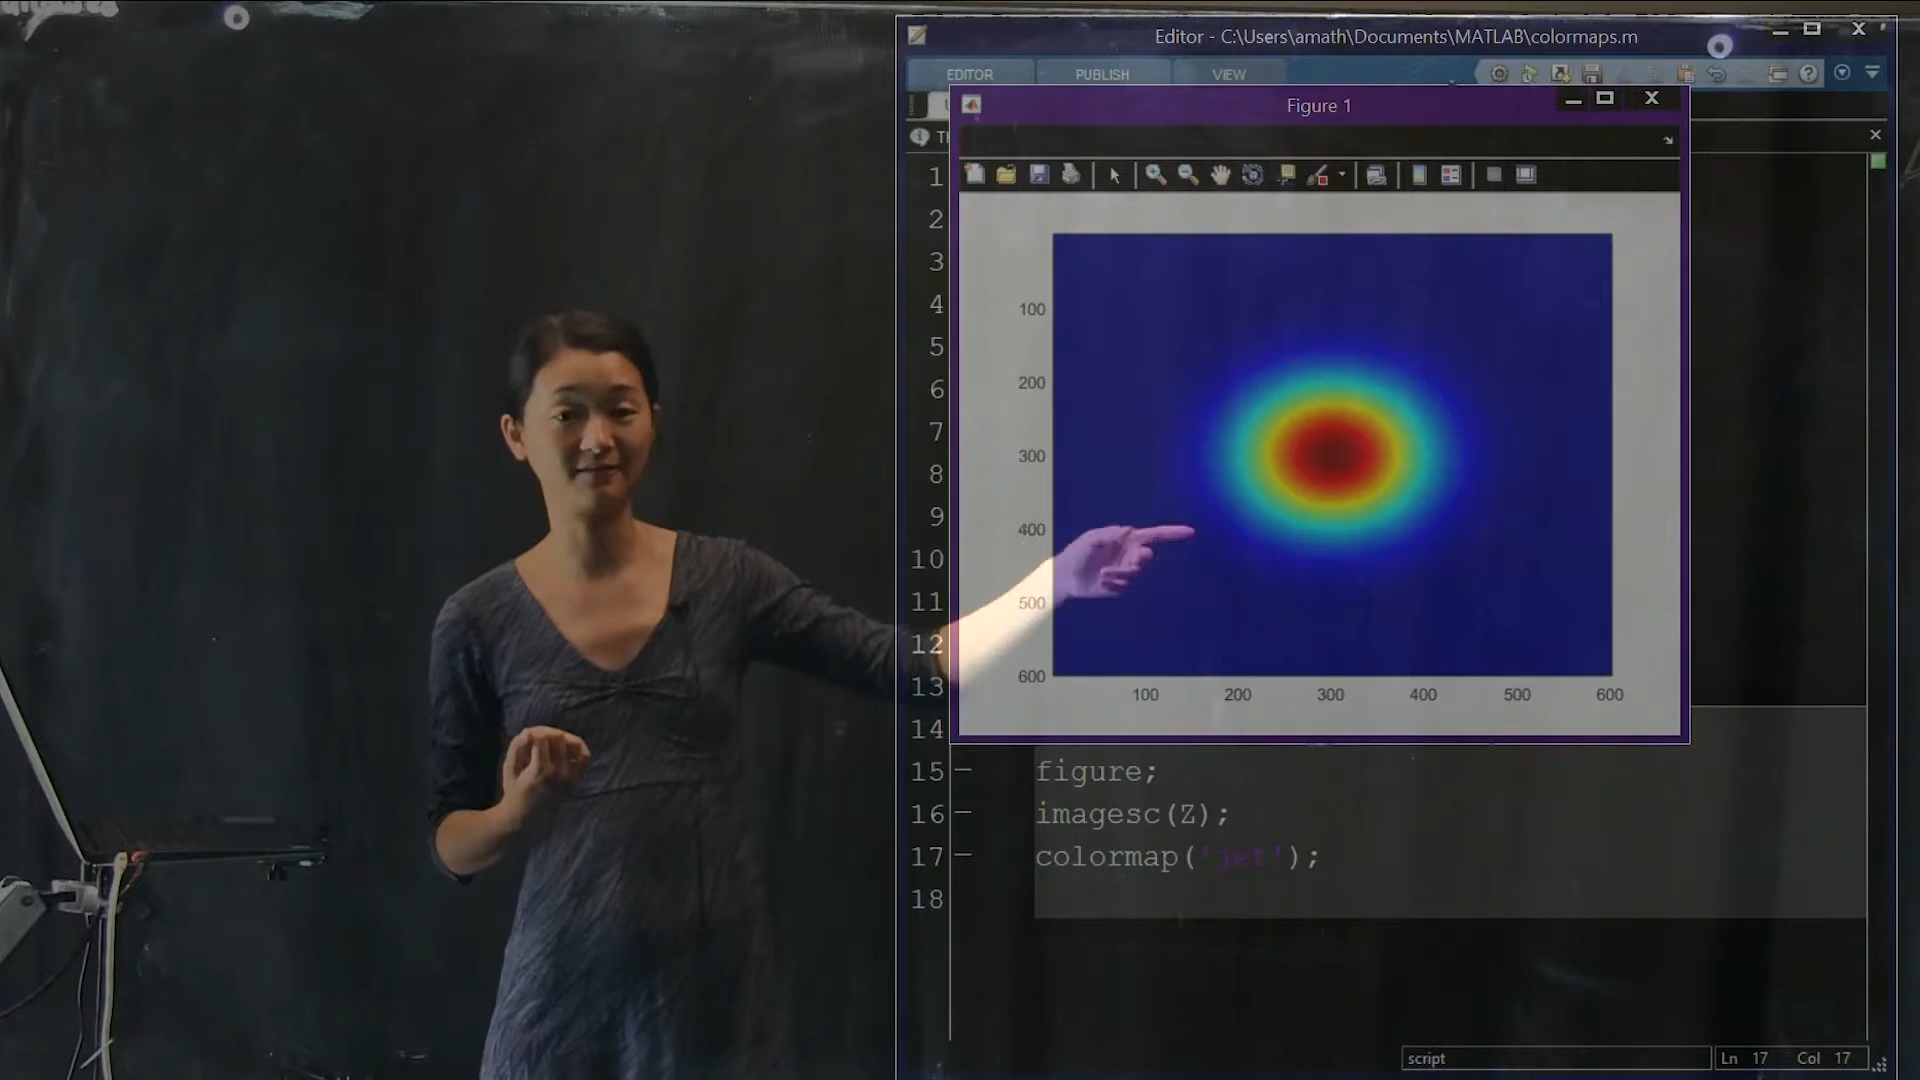 Editor - C:\Users\amath\Documents\MATLAB\colormaps.m
EDITOR PUBLISH VIEW
Figure 1
1
2
3
4
5
6
7
8
9
10
11
12
13
14
15 figure;
16 imagesc(Z);
17 colormap('jet');
18
100
200
300
400
500
600
100 200 300 400 500 600
script
Ln 17 Col 17